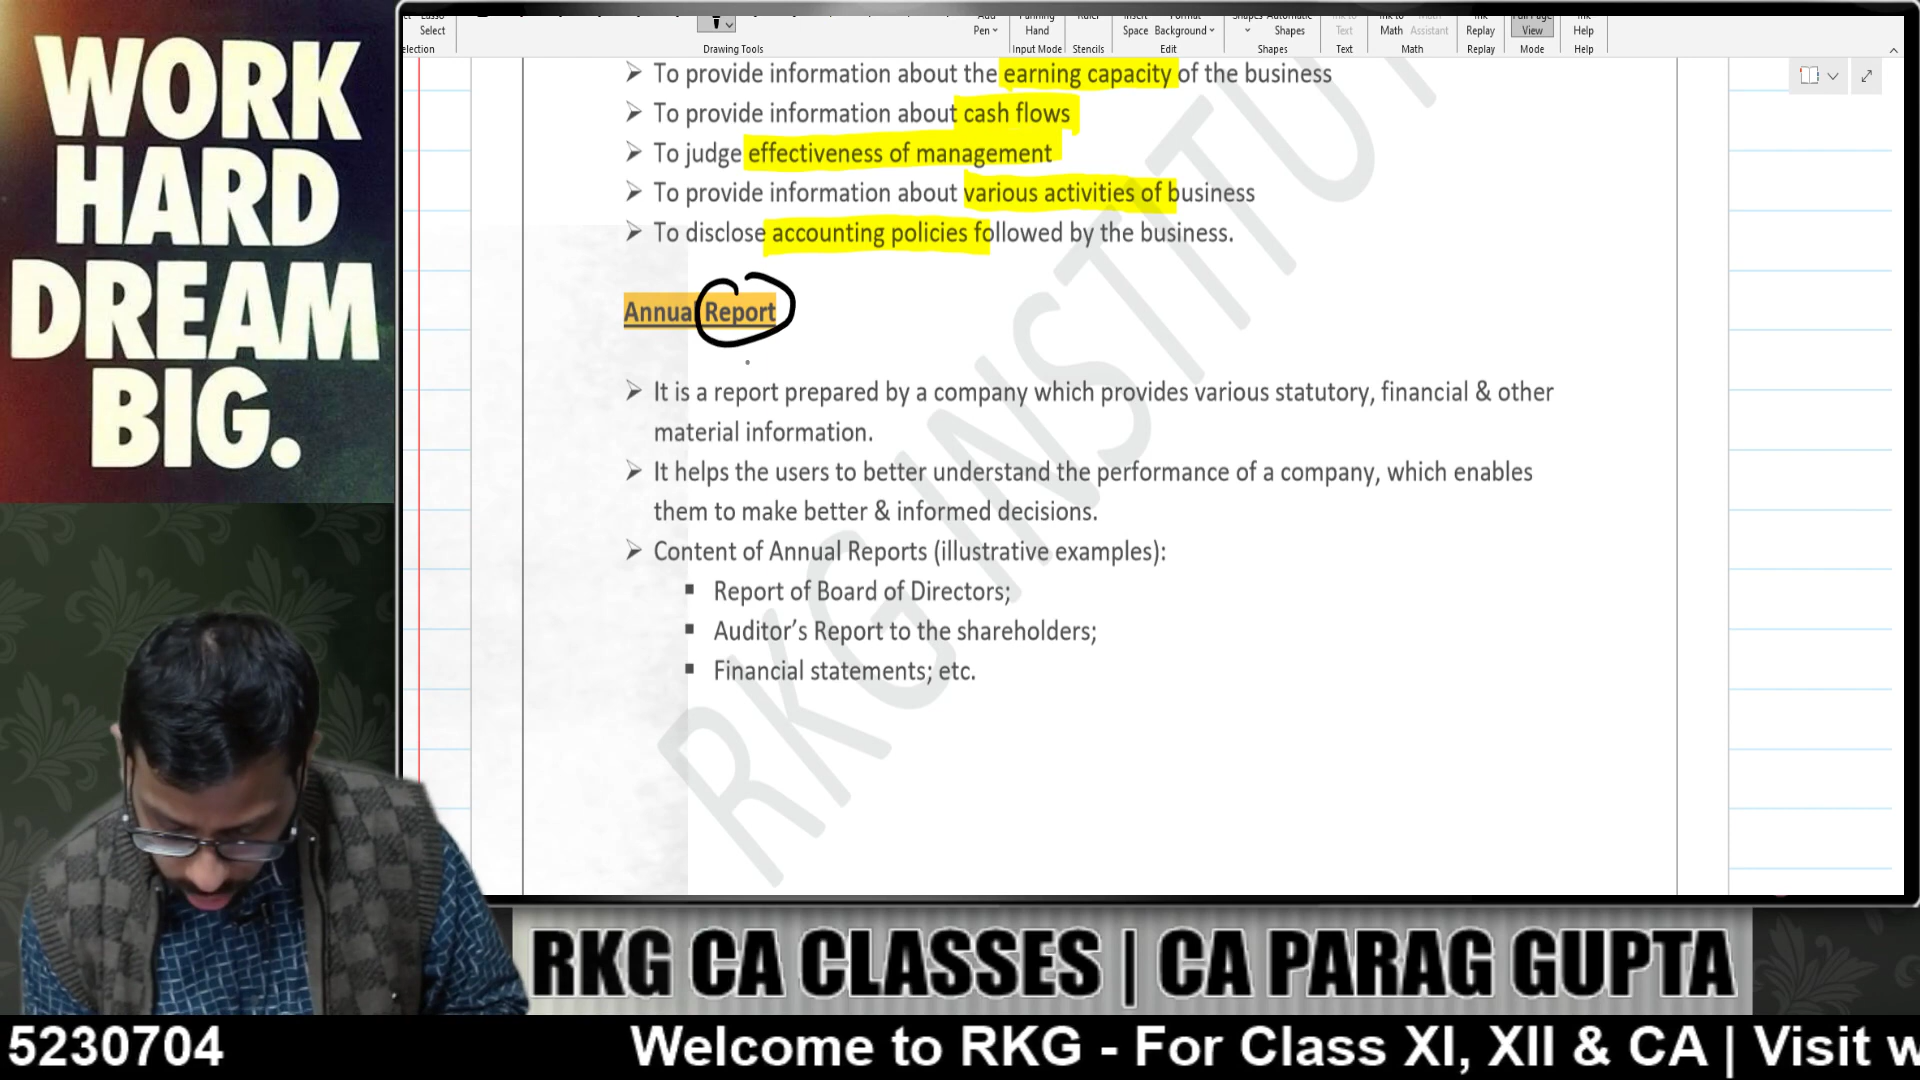 WORK
HARD
DREAM
BIG.
Select
Pen
Drawing Tools
Hand
Input Mode
Stencils
Space
Background
Edit
Shapes
Shapes
Text
Text
Math
Assistant
Math
Replay
Replay
View
Mode
Help
Help
To provide information about the earning capacity of the business
To provide information about cash flows
To judge effectiveness of management
To provide information about various activities of business
To disclose accounting policies followed by the business.
Annual Report
It is a report prepared by a company which provides various statutory, financial & other
material information.
It helps the users to better understand the performance of a company, which enables
them to make better & informed decisions.
Content of Annual Reports (illustrative examples):
Report of Board of Directors;
Auditor's Report to the shareholders;
Financial statements; etc.
RKG INSTITUT
RKG CA CLASSES | CA PARAG GUPTA
5230704 Welcome to RKG - For Class XI, XII & CA | Visit w